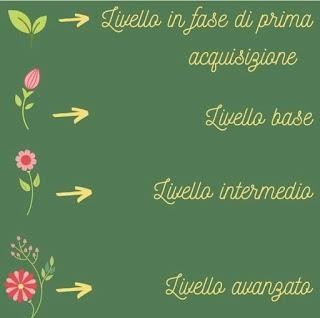 Livello in fase di prima
acquisizione
Livello base
Livello intermedio
Livello avanzato